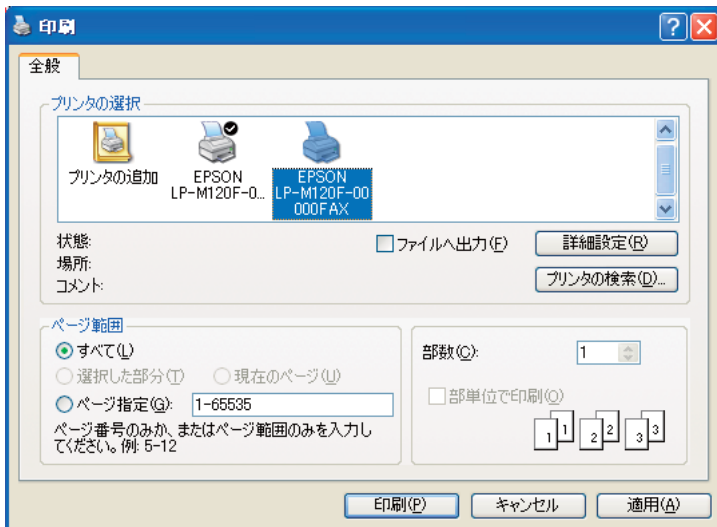 印刷
全般
プリンタの選択
プリンタの追加
EPSON
LP-M120F-0...
EPSON
LP-M120F-00
000FAX
状態:
場所:
コメント:
ファイルへ出力(F)
詳細設定(R)
プリンタの検索(D)...
ページ範囲
すべて(L)
選択した部分(T) 現在のページ(U)
ページ指定(G): 1-65535
ページ番号のみか、またはページ範囲のみを入力し
てください。例: 5-12
部数(C): 1
部単位で印刷(O)
1 1 2 2 3 3
印刷(P) キャンセル 適用(A)